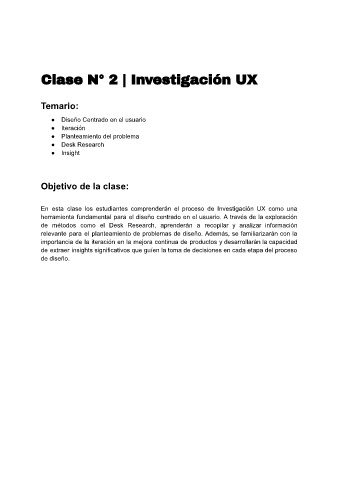 Clase N° 2 | Investigación UX
Temario:
● Diseño Centrado en el usuario
● Iteración
● Planteamiento del problema
● Desk Research
● Insight
Objetivo de la clase:
En esta clase los estudiantes comprenderán el proceso de Investigación UX como una
herramienta fundamental para el diseño centrado en el usuario. A través de la exploración
de métodos como el Desk Research, aprenderán a recopilar y analizar información
relevante para el planteamiento de problemas de diseño. Además, se familiarizarán con la
importancia de la iteración en la mejora continua de productos y desarrollarán la capacidad
de extraer insights significativos que guíen la toma de decisiones en cada etapa del proceso
de diseño.